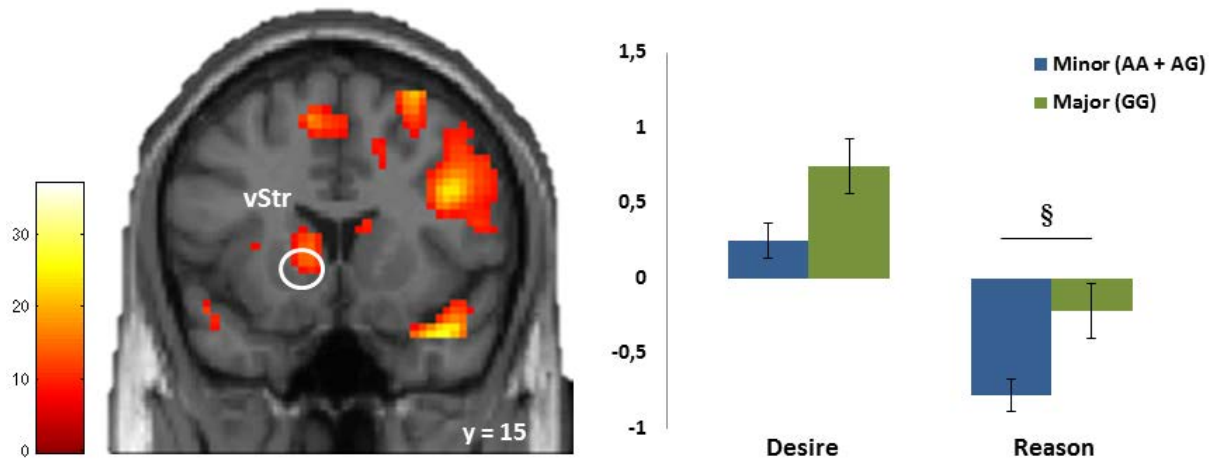 vStr
30
20
10
0
y = 15
1,5
1
0,5
0
-0,5
-1
Minor (AA + AG)
Major (GG)
§
Desire
Reason